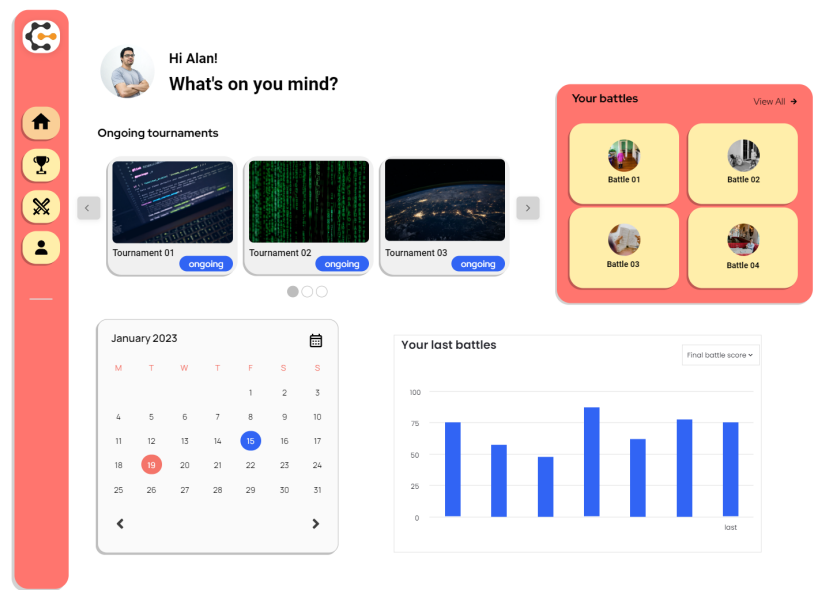 Hi Alan!
What's on you mind?
Your battles
View All
Battle 01
Battle 02
Battle 03
Battle 04
Ongoing tournaments
Tournament 01
ongoing
Tournament 02
ongoing
Tournament 03
ongoing
January 2023
M T W T F S S
1 2 3
4 5 6 7 8 9 10
11 12 13 14 15 16 17
18 19 20 21 22 23 24
25 26 27 28 29 30 31
Your last battles
Final battle score
100
75
50
25
0
last